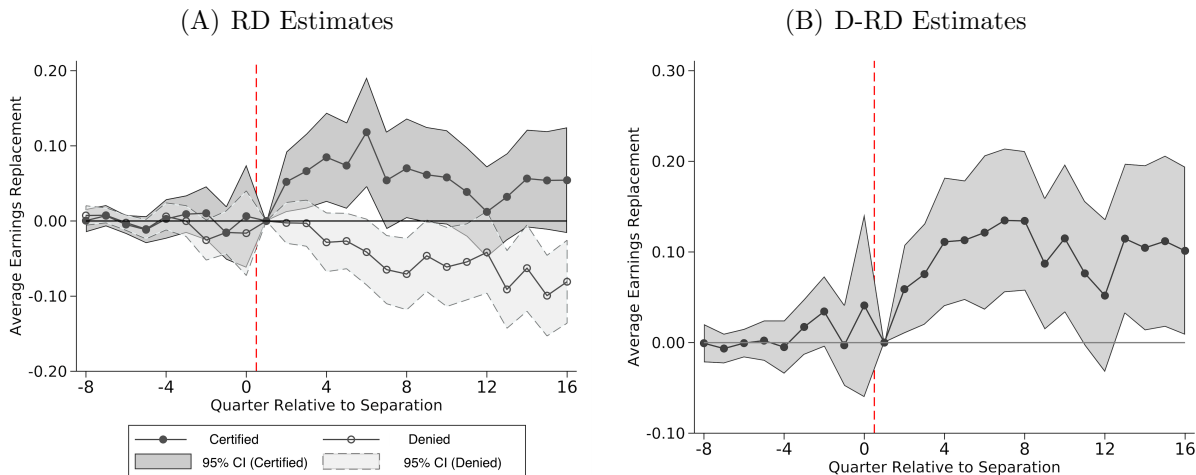 (A) RD Estimates
Average Earnings Replacement
0.20
0.10
0.00
-0.10
-0.20
-8 -4 0 4 8 12 16
Quarter Relative to Separation
Certified Denied
95% CI (Certified) 95% CI (Denied)
(B) D-RD Estimates
Average Earnings Replacement
0.30
0.20
0.10
0.00
-0.10
-8 -4 0 4 8 12 16
Quarter Relative to Separation